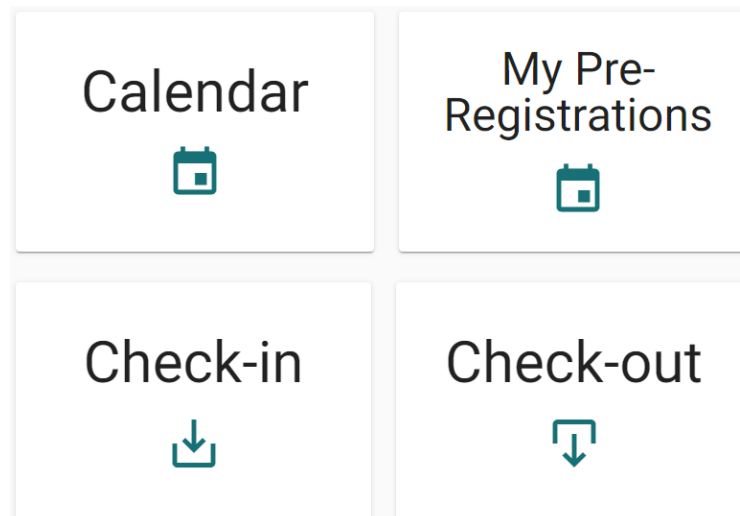 Calendar
My Pre-
Registrations
Check-in
Check-out